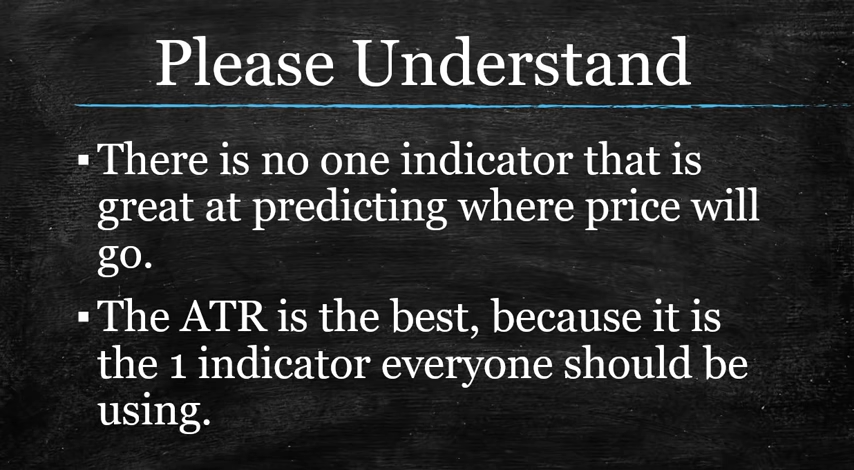 Please Understand
▪There is no one indicator that is
great at predicting where price will
go.
▪The ATR is the best, because it is
the 1 indicator everyone should be
using.